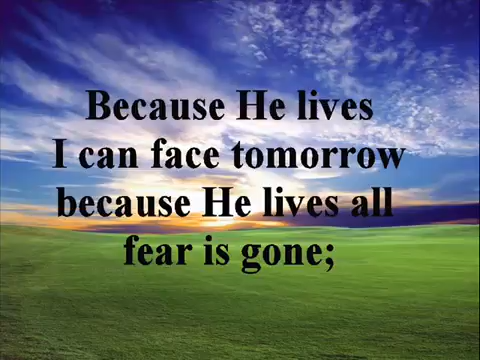 Because He lives
I can face tomorrow
because He lives all
fear is gone;